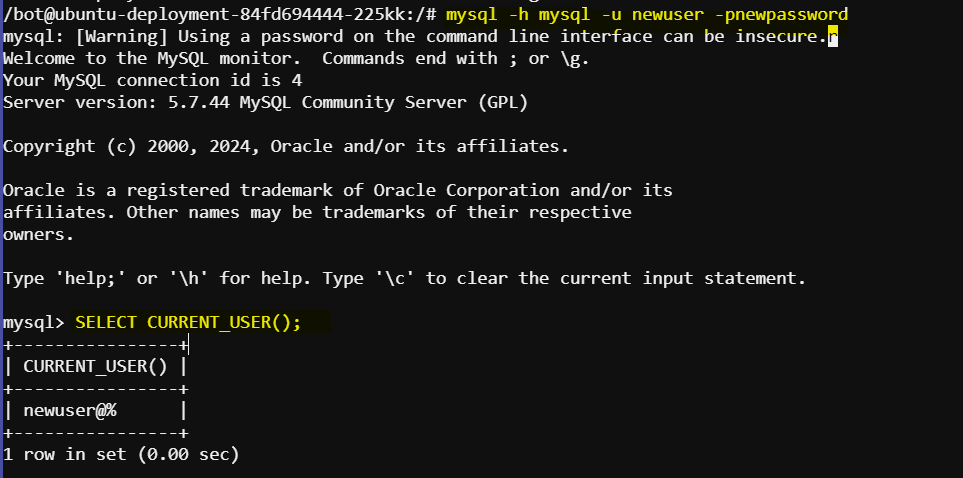 /bot@ubuntu-deployment-84fd694444-225kk:/# mysql -h mysql -u newuser -pnewpassword
mysql: [Warning] Using a password on the command line interface can be insecure.r
Welcome to the MySQL monitor.  Commands end with ; or \g.
Your MySQL connection id is 4
Server version: 5.7.44 MySQL Community Server (GPL)
Copyright (c) 2000, 2024, Oracle and/or its affiliates.
Oracle is a registered trademark of Oracle Corporation and/or its
affiliates. Other names may be trademarks of their respective
owners.
Type 'help;' or '\h' for help. Type '\c' to clear the current input statement.
mysql> SELECT CURRENT_USER();
+----------------+
| CURRENT_USER() |
+----------------+
| newuser@%      |
+----------------+
1 row in set (0.00 sec)